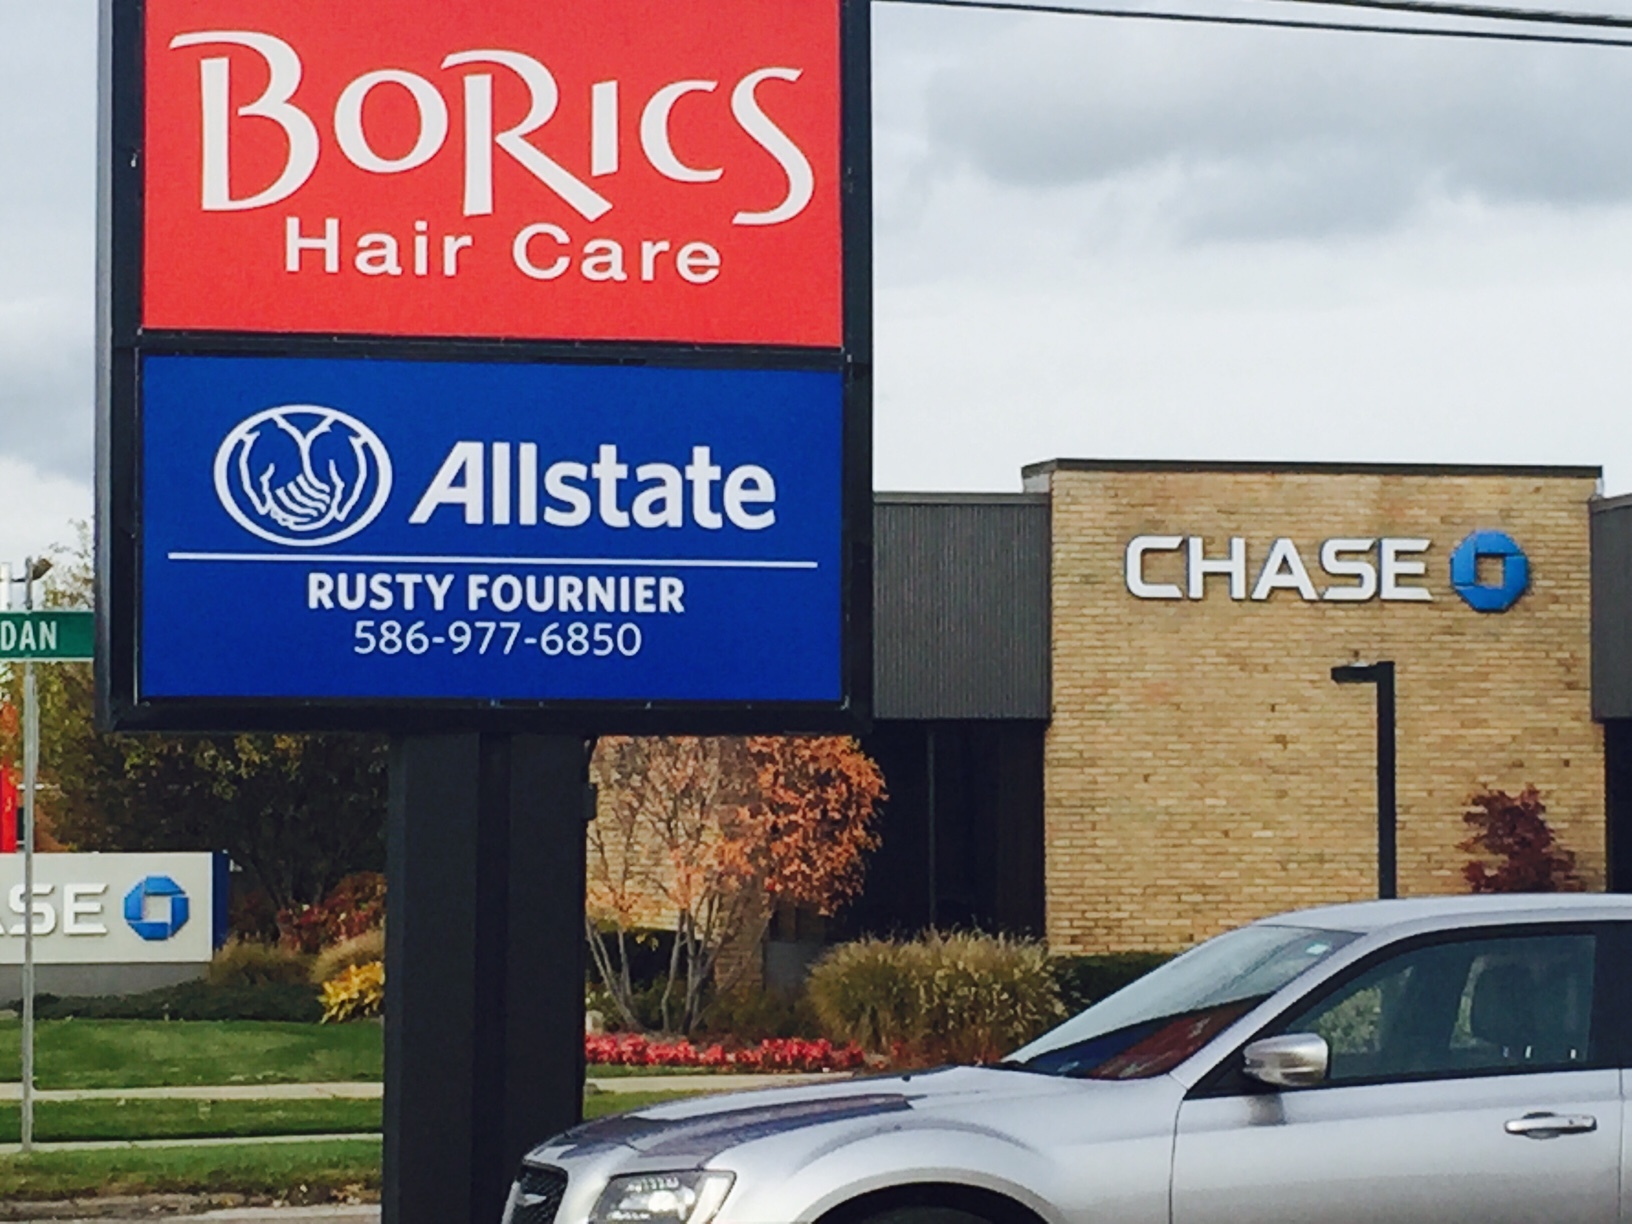 BORICS
Hair Care
Allstate
RUSTY FOURNIER
586-977-6850
CHASE
DAN
ASE